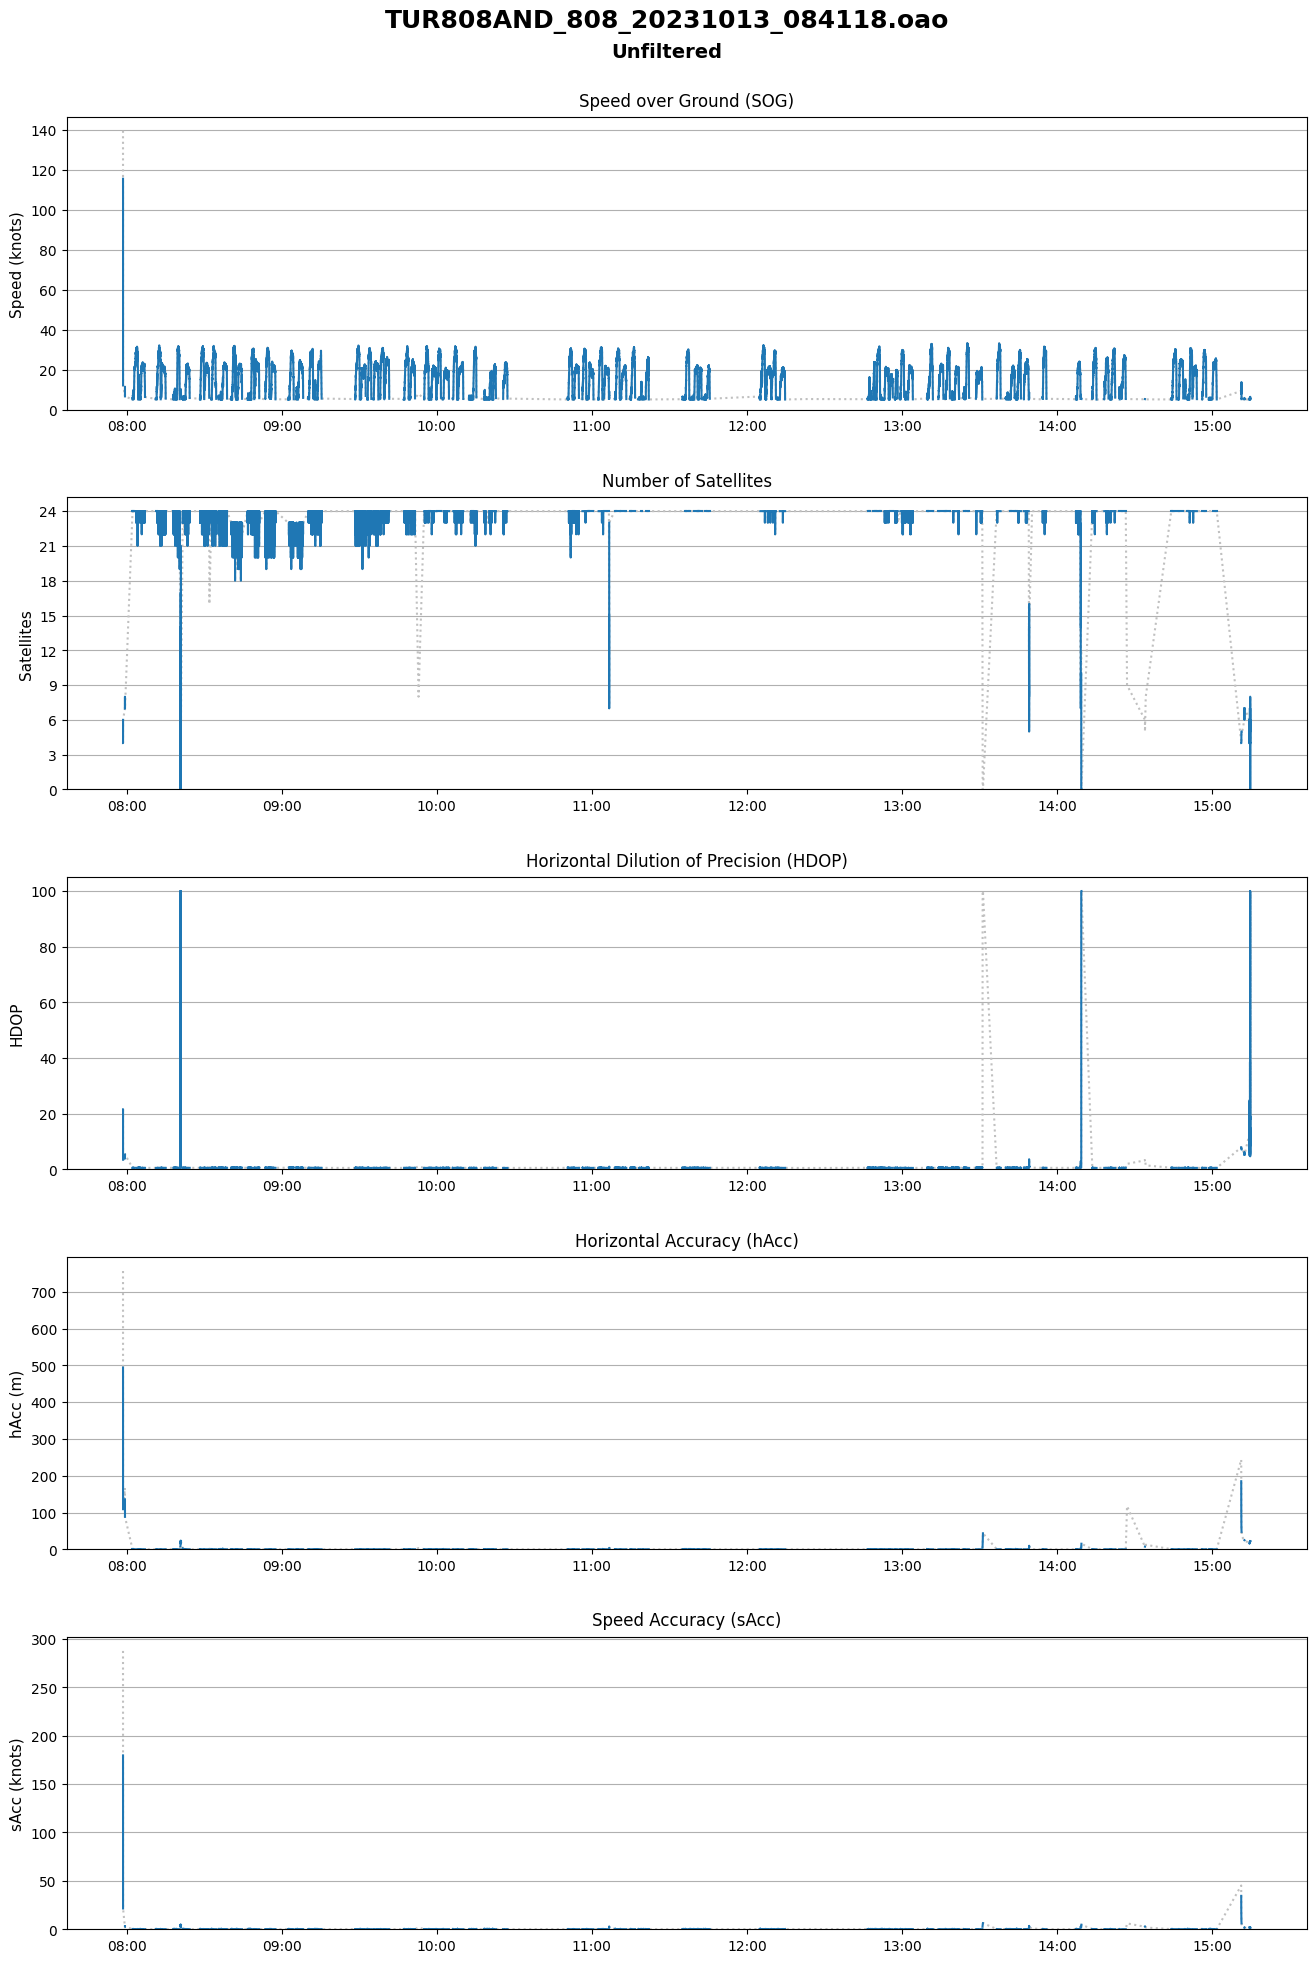 TUR808AND_808_20231013_084118.oao
Unfiltered
Speed over Ground (SOG)
Speed (knots)
140
120
100
80
60
40
20
0
08:00 09:00 10:00 11:00 12:00 13:00 14:00 15:00
Number of Satellites
Satellites
24
21
18
15
12
9
6
3
0
08:00 09:00 10:00 11:00 12:00 13:00 14:00 15:00
Horizontal Dilution of Precision (HDOP)
HDOP
100
80
60
40
20
0
08:00 09:00 10:00 11:00 12:00 13:00 14:00 15:00
Horizontal Accuracy (hAcc)
hAcc (m)
700
600
500
400
300
200
100
0
08:00 09:00 10:00 11:00 12:00 13:00 14:00 15:00
Speed Accuracy (sAcc)
sAcc (knots)
300
250
200
150
100
50
0
08:00 09:00 10:00 11:00 12:00 13:00 14:00 15:00